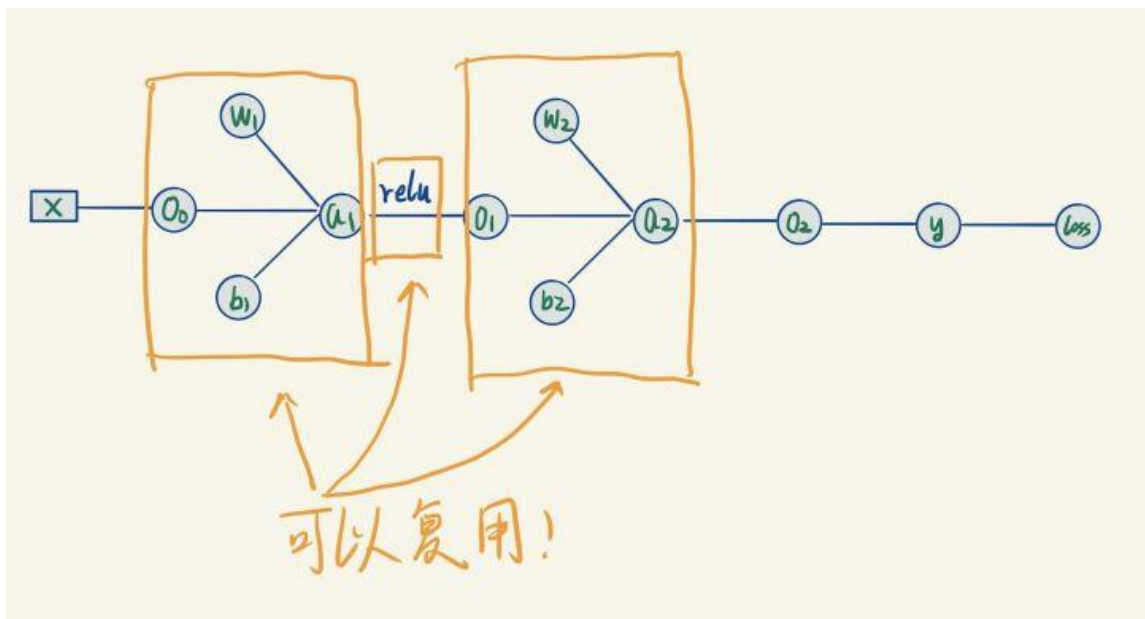 W₁
W₂
relu
X
O₀
a₁
O₁
a₂
O₂
y
loss
b₁
b₂
可以复用!